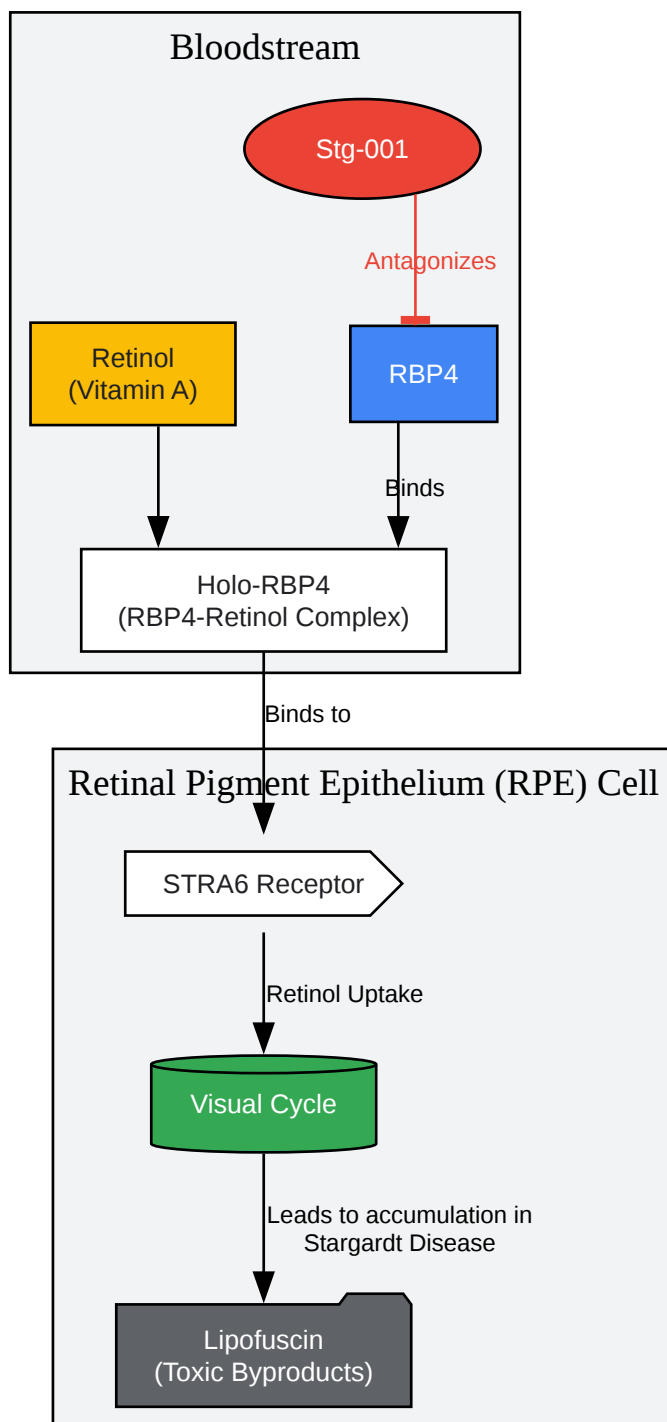 Bloodstream
Stg-001
Antagonizes
Retinol
(Vitamin A)
RBP4
Binds
Holo-RBP4
(RBP4-Retinol Complex)
Binds to
Retinal Pigment Epithelium (RPE) Cell
STRA6 Receptor
Retinol Uptake
Visual Cycle
Leads to accumulation in
Stargardt Disease
Lipofuscin
(Toxic Byproducts)